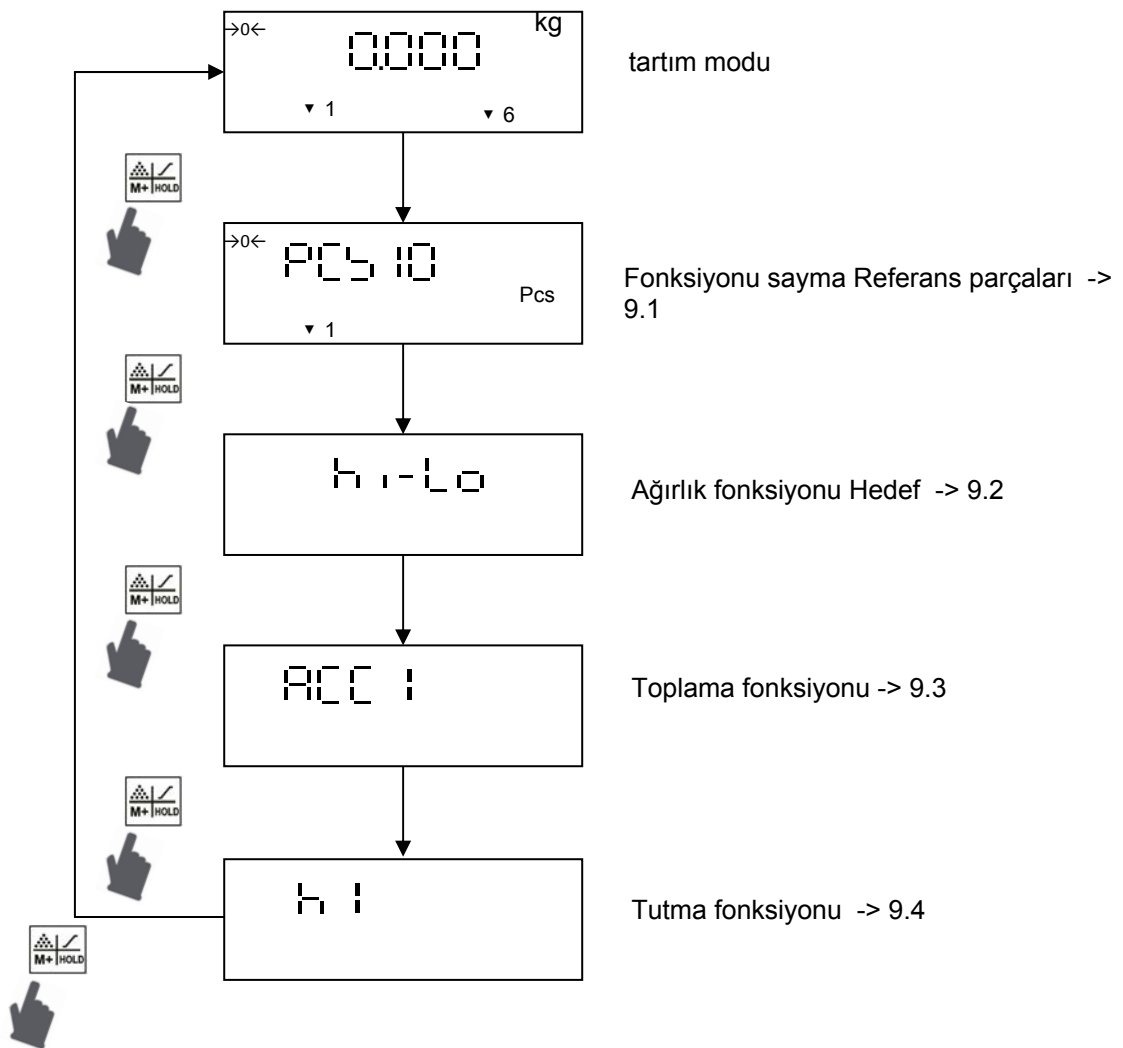 →0← kg
0.000
▼ 1 ▼ 6
tartım modu
M+ HOLD
→0← PCS 10
Pcs
▼ 1
Fonksiyonu sayma Referans parçaları ->
9.1
M+ HOLD
hi-Lo
Ağırlık fonksiyonu Hedef -> 9.2
M+ HOLD
ACC 1
Toplama fonksiyonu -> 9.3
M+ HOLD
h 1
Tutma fonksiyonu -> 9.4
M+ HOLD